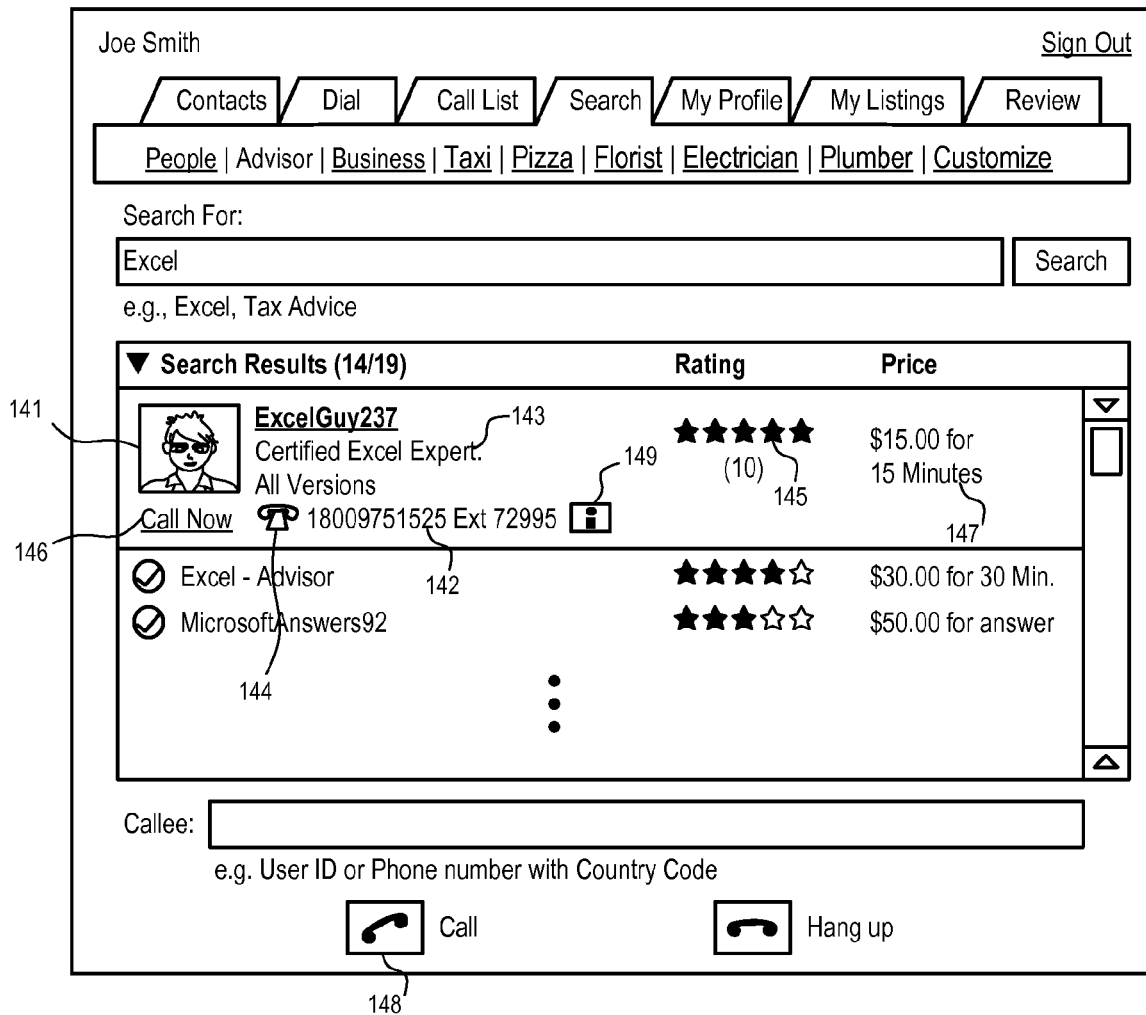 Joe Smith Sign Out
Contacts Dial Call List Search My Profile My Listings Review
People | Advisor | Business | Taxi | Pizza | Florist | Electrician | Plumber | Customize
Search For:
Excel Search
e.g., Excel, Tax Advice
▼ Search Results (14/19) Rating Price
141
ExcelGuy237
143
Certified Excel Expert.
All Versions
149
★★★★★
(10)
145
$15.00 for
15 Minutes
147
146
Call Now 18009751525 Ext 72995 i
142
Excel - Advisor ★★★★☆ $30.00 for 30 Min.
MicrosoftAnswers92 ★★★☆☆ $50.00 for answer
144
Callee:
e.g. User ID or Phone number with Country Code
Call Hang up
148